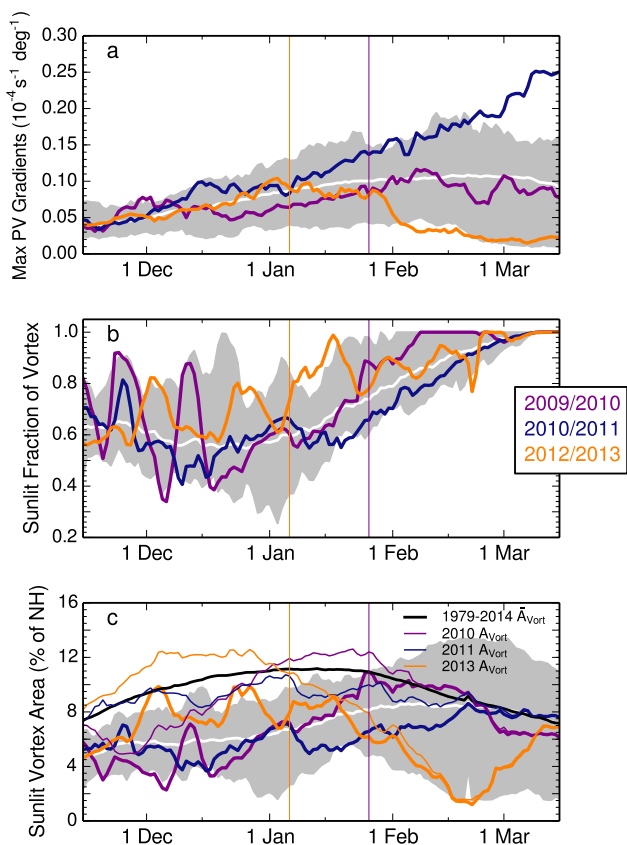 a
Max PV Gradients (10⁻⁴ s⁻¹ deg⁻¹)
0.30
0.25
0.20
0.15
0.10
0.05
0.00
1 Dec
1 Jan
1 Feb
1 Mar
b
Sunlit Fraction of Vortex
1.0
0.8
0.6
0.4
0.2
1 Dec
1 Jan
1 Feb
1 Mar
2009/2010
2010/2011
2012/2013
c
Sunlit Vortex Area (% of NH)
16
12
8
4
0
1979-2014 ĀVort
2010 AVort
2011 AVort
2013 AVort
1 Dec
1 Jan
1 Feb
1 Mar